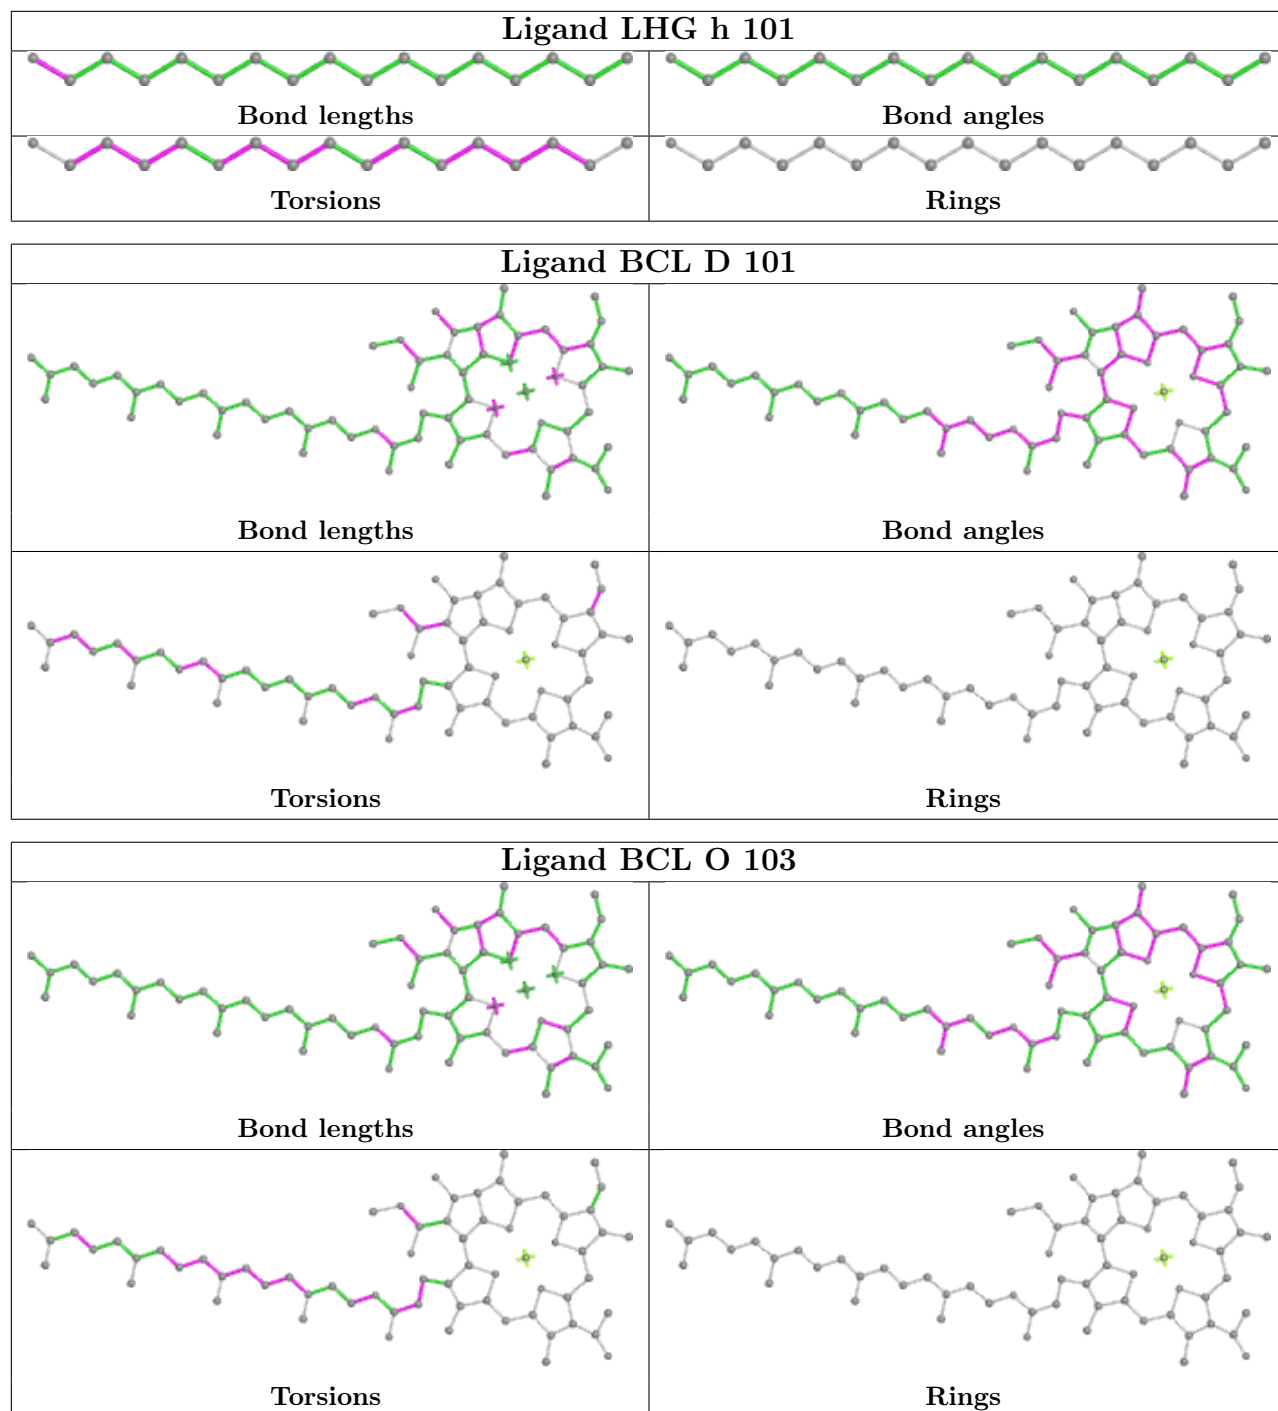 Ligand LHG h 101
Bond lengths
Bond angles
Torsions
Rings
Ligand BCL D 101
Bond lengths
Bond angles
Torsions
Rings
Ligand BCL O 103
Bond lengths
Bond angles
Torsions
Rings